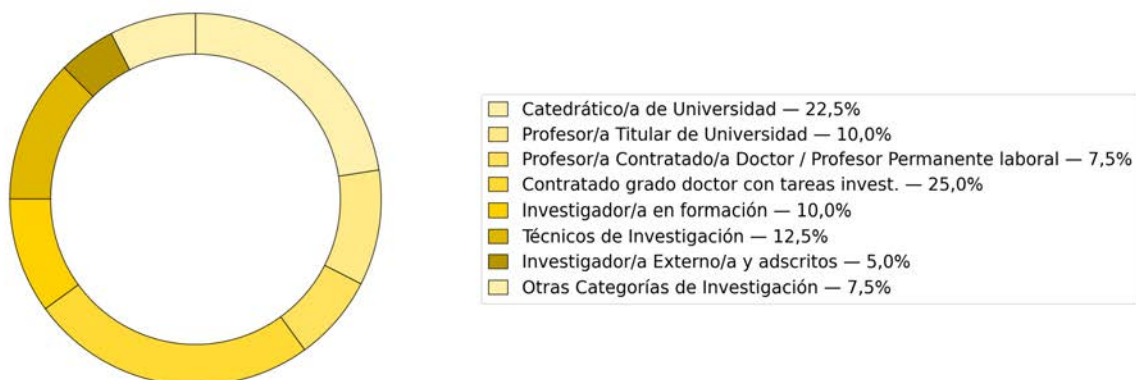 Catedrático/a de Universidad — 22,5%
Profesor/a Titular de Universidad — 10,0%
Profesor/a Contratado/a Doctor / Profesor Permanente laboral — 7,5%
Contratado grado doctor con tareas invest. — 25,0%
Investigador/a en formación — 10,0%
Técnicos de Investigación — 12,5%
Investigador/a Externo/a y adscritos — 5,0%
Otras Categorías de Investigación — 7,5%